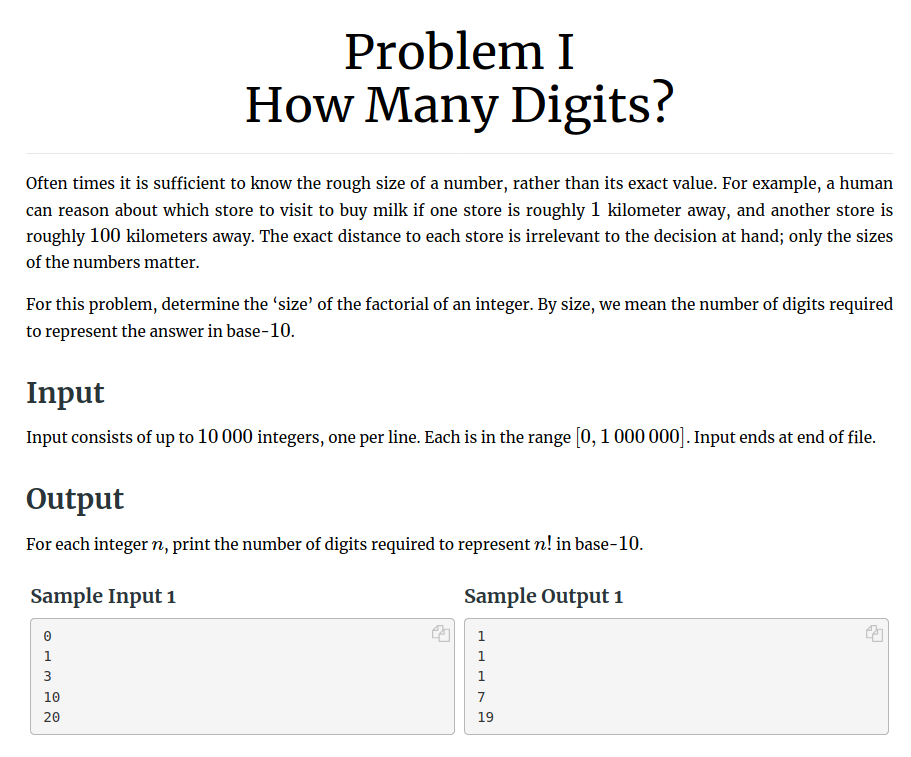 Problem I
How Many Digits?
Often times it is sufficient to know the rough size of a number, rather than its exact value. For example, a human
can reason about which store to visit to buy milk if one store is roughly 1 kilometer away, and another store is
roughly 100 kilometers away. The exact distance to each store is irrelevant to the decision at hand; only the sizes
of the numbers matter.
For this problem, determine the ‘size’ of the factorial of an integer. By size, we mean the number of digits required
to represent the answer in base-10.
Input
Input consists of up to 10 000 integers, one per line. Each is in the range [0, 1 000 000]. Input ends at end of file.
Output
For each integer n, print the number of digits required to represent n! in base-10.
Sample Input 1
0
1
3
10
20
Sample Output 1
1
1
1
7
19